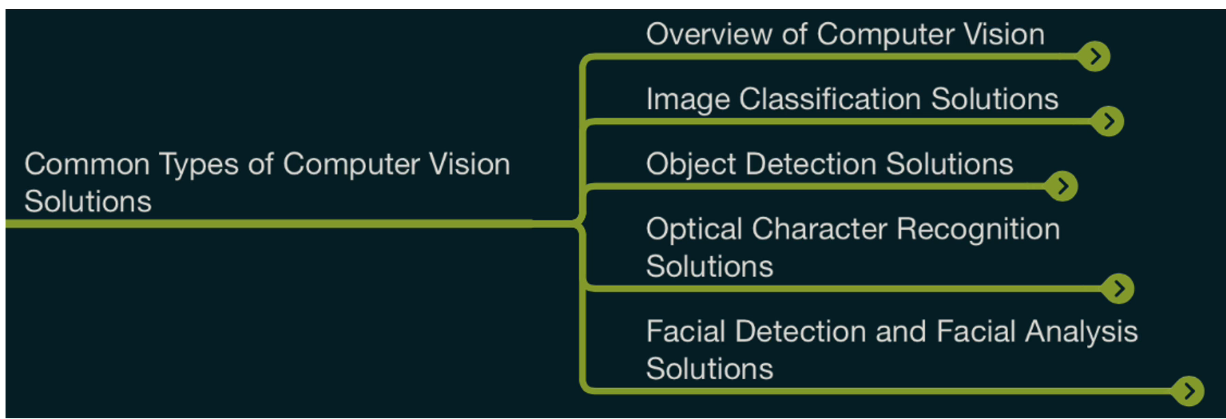 Common Types of Computer Vision
Solutions
Overview of Computer Vision
Image Classification Solutions
Object Detection Solutions
Optical Character Recognition
Solutions
Facial Detection and Facial Analysis
Solutions